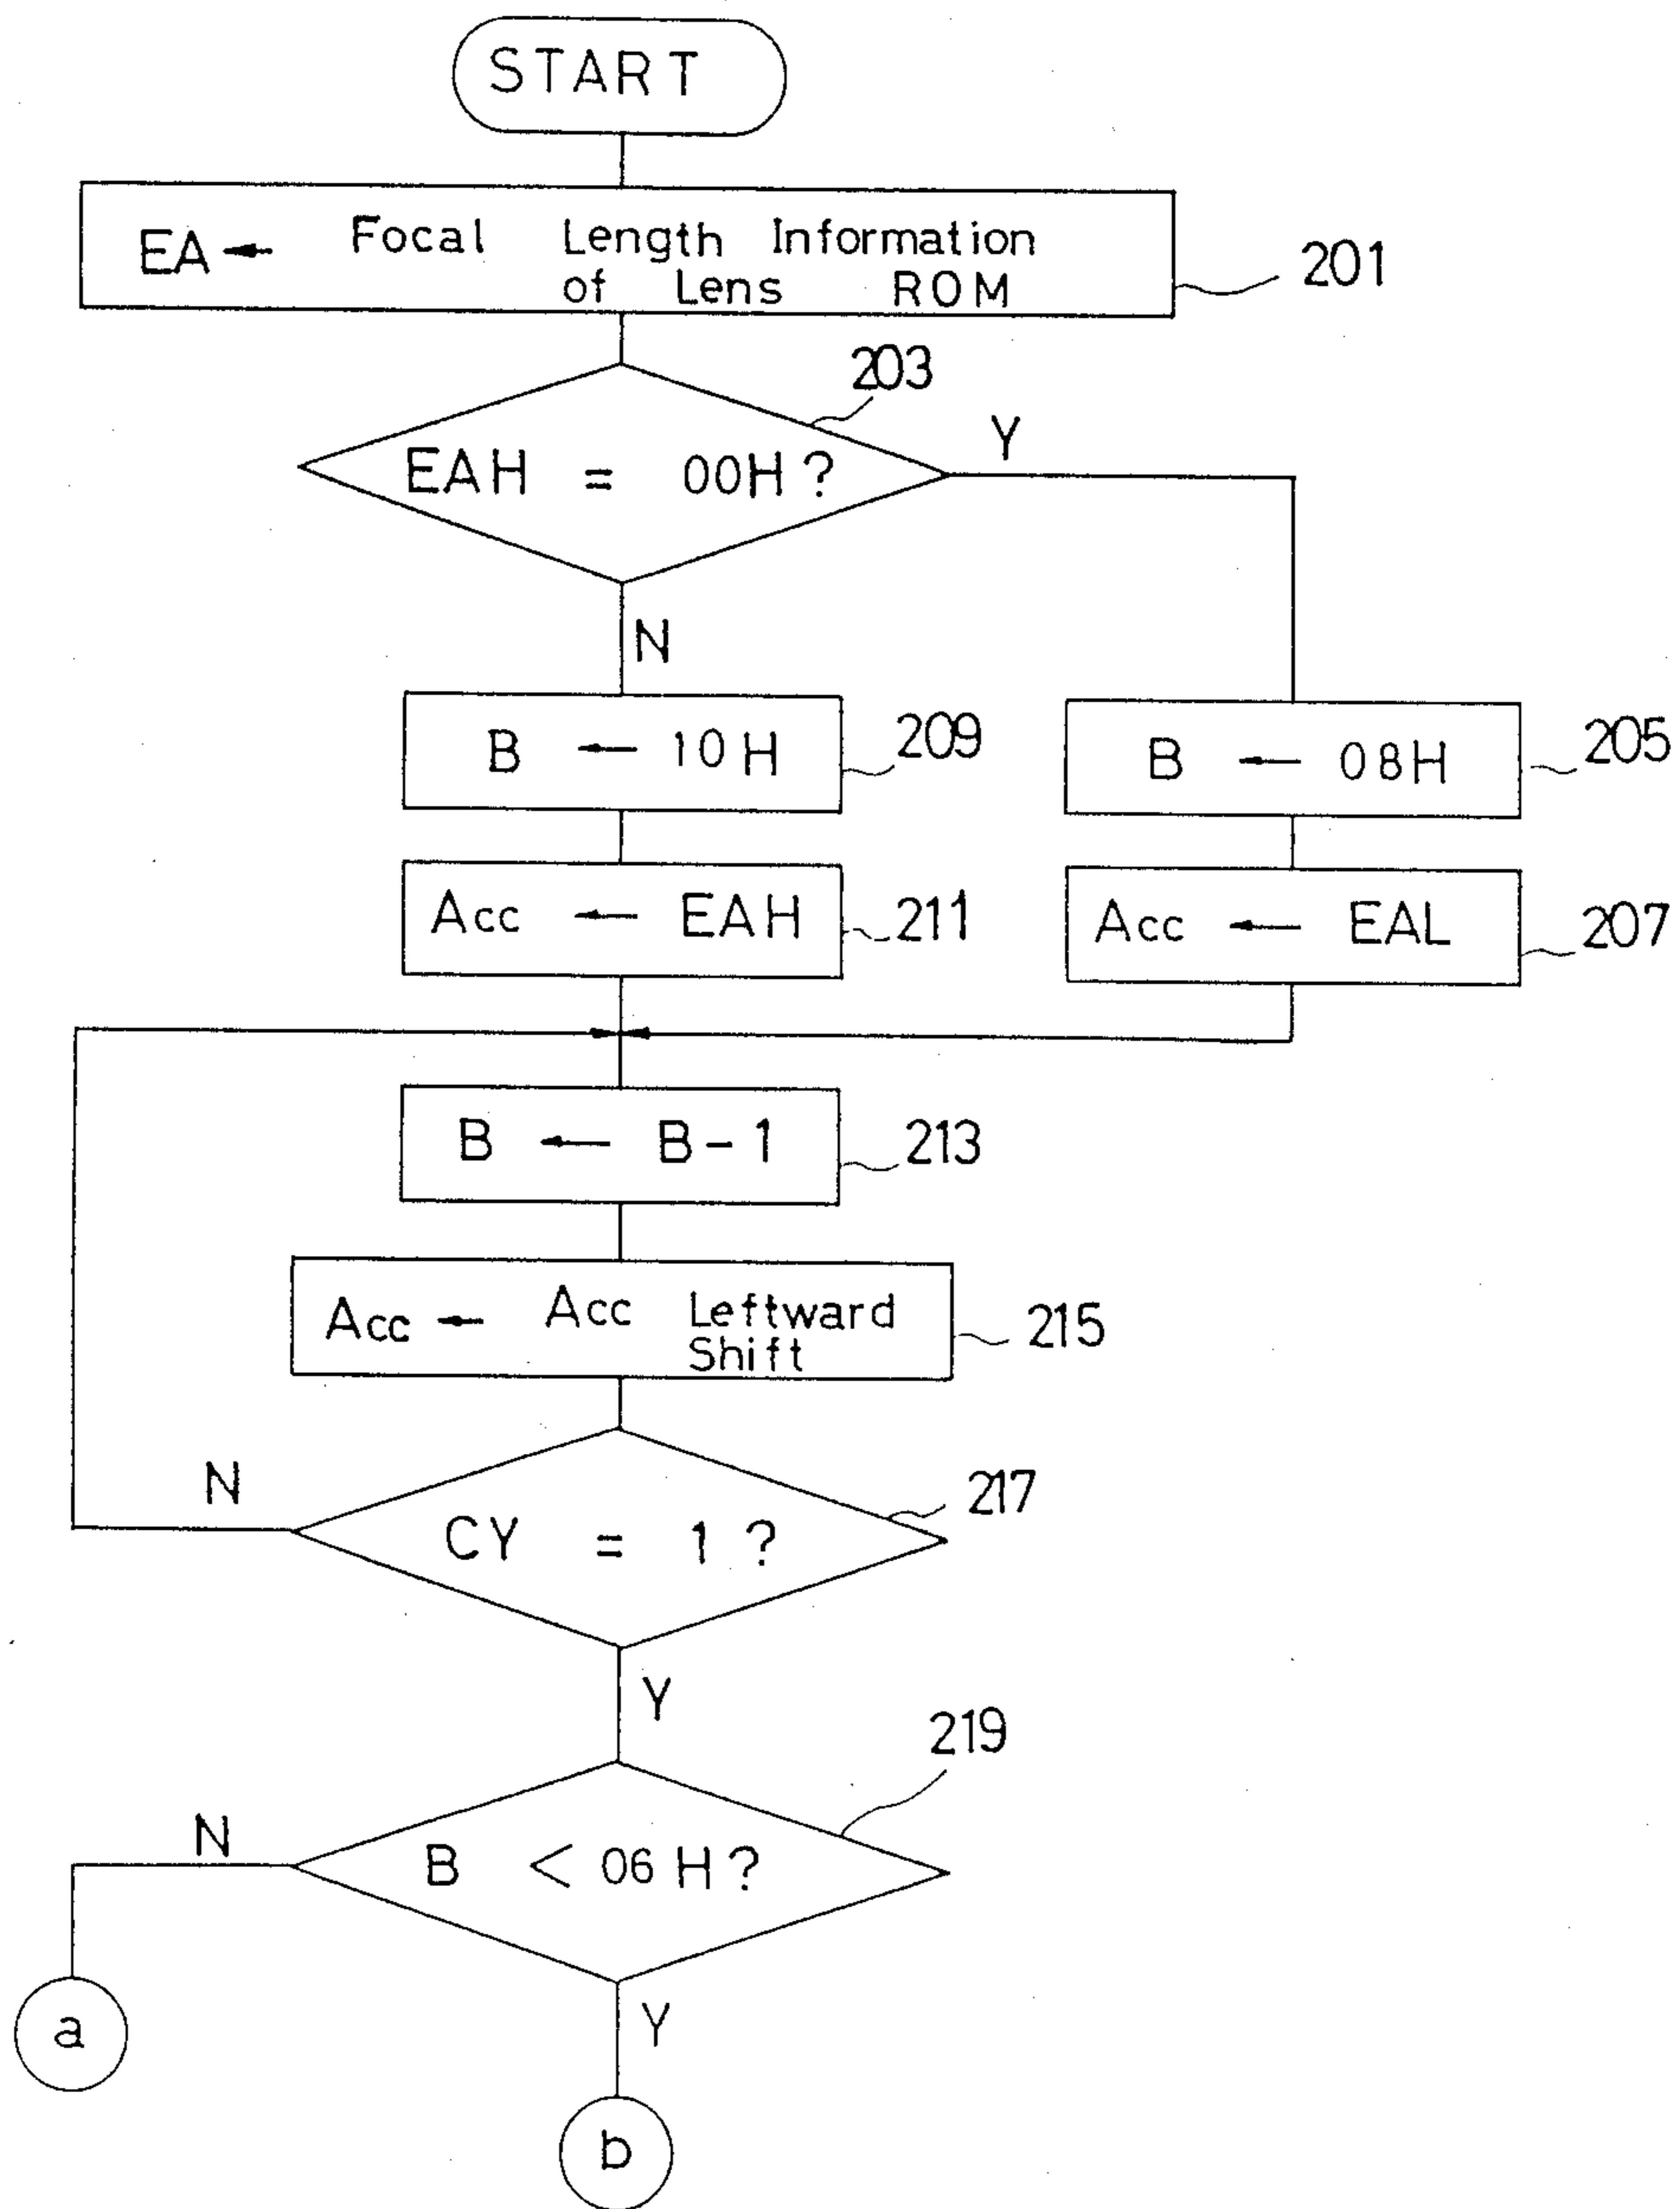 START
EA ← Focal Length Information
of Lens ROM
201
203
EAH = 00H?
Y
N
B ← 10H
209
B ← 08H
205
Acc ← EAH
211
Acc ← EAL
207
B ← B-1
213
Acc ← Acc Leftward
Shift
215
N
217
CY = 1?
Y
219
N
B < 06H?
a
Y
b